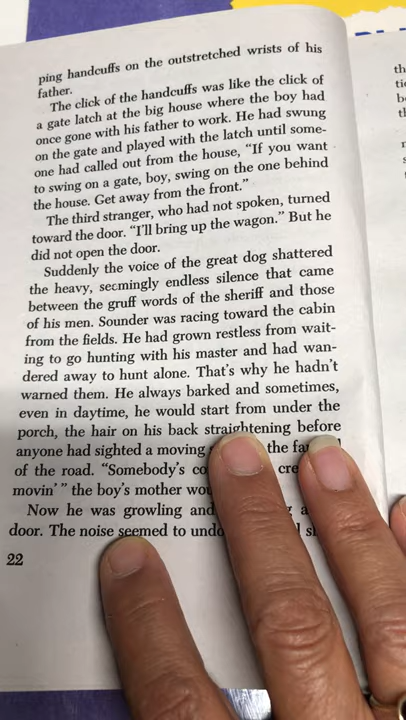 ping handcuffs on the outstretched wrists of his
father.
The click of the handcuffs was like the click of
a gate latch at the big house where the boy had
once gone with his father to work. He had swung
on the gate and played with the latch until some-
one had called out from the house, “If you want
to swing on a gate, boy, swing on the one behind
the house. Get away from the front.”
The third stranger, who had not spoken, turned
toward the door. “I’ll bring up the wagon.” But he
did not open the door.
Suddenly the voice of the great dog shattered
the heavy, seemingly endless silence that came
between the gruff words of the sheriff and those
of his men. Sounder was racing toward the cabin
from the fields. He had grown restless from wait-
ing to go hunting with his master and had wan-
dered away to hunt alone. That’s why he hadn’t
warned them. He always barked and sometimes,
even in daytime, he would start from under the
porch, the hair on his back straightening before
anyone had sighted a moving the
of the road. “Somebody’s
movin’ ” the boy’s mother
Now he was growling and
door. The noise seemed to
22
th